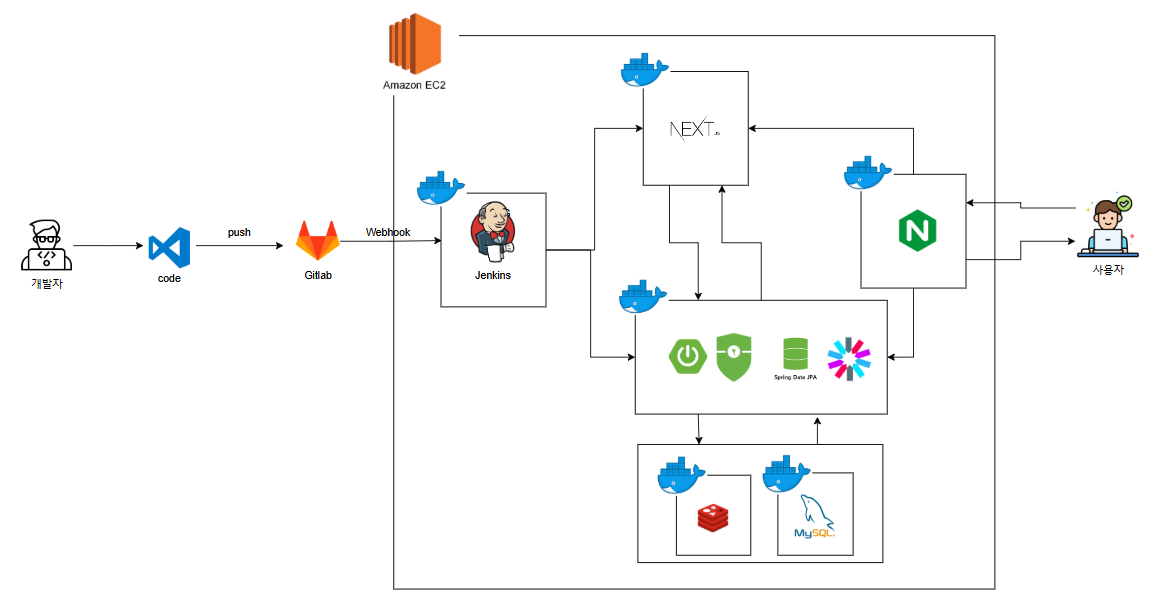 Amazon EC2
NEXT.JS
개발자
code
push
Gitlab
Webhook
Jenkins
N
사용자
Spring Data JPA
MySQL